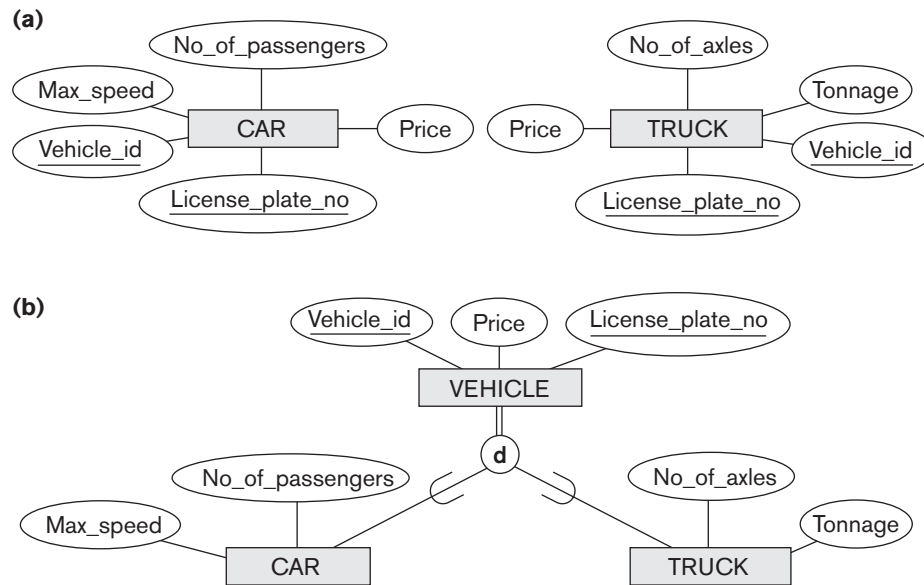 (a)
No_of_passengers
No_of_axles
Max_speed
Tonnage
CAR
Price
Price
TRUCK
Vehicle_id
Vehicle_id
License_plate_no
License_plate_no
(b)
Vehicle_id
Price
License_plate_no
VEHICLE
d
No_of_passengers
No_of_axles
Max_speed
Tonnage
CAR
TRUCK